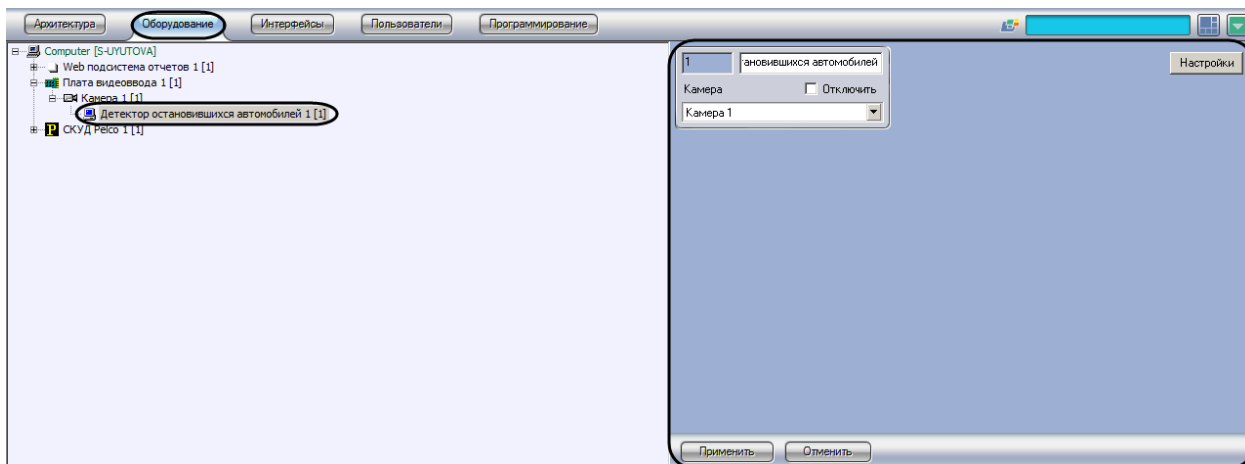 Архитектура Оборудование Интерфейсы Пользователи Программирование
Computer [S-UYUTOVA]
Web подсистема отчетов 1 [1]
Плата видеоввода 1 [1]
Камера 1 [1]
Детектор остановившихся автомобилей 1 [1]
СКУД Pelco 1 [1]
1 тановившихся автомобилей Настройки
Камера Отключить
Камера 1
Применить Отменить